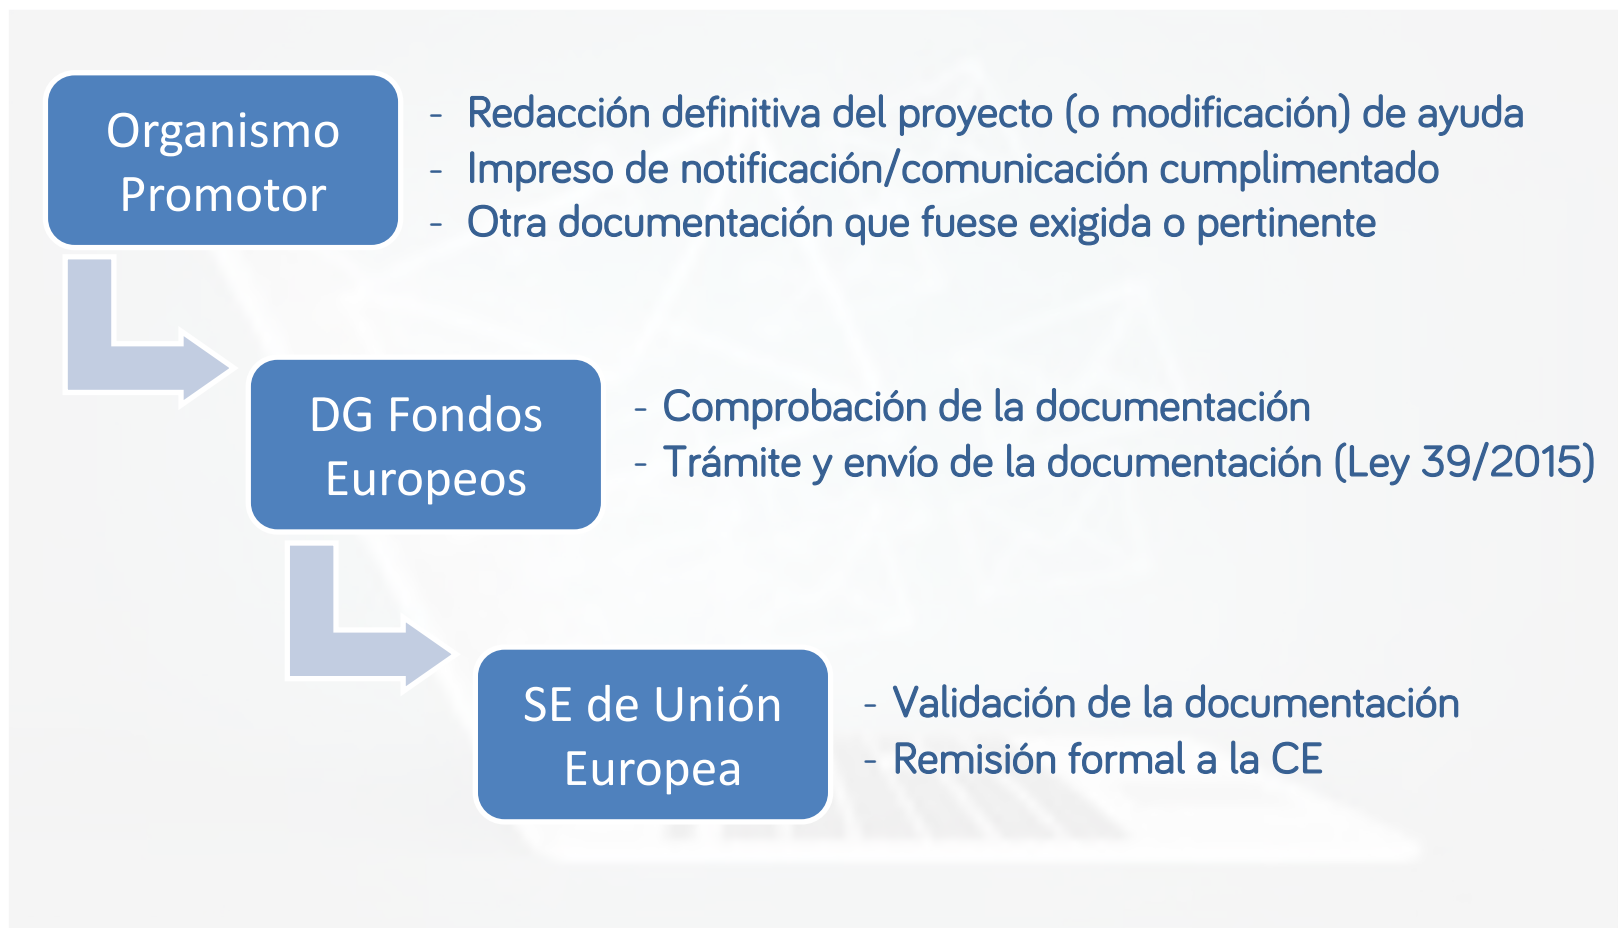 Organismo
Promotor
- Redacción definitiva del proyecto (o modificación) de ayuda
- Impreso de notificación/comunicación cumplimentado
- Otra documentación que fuese exigida o pertinente
DG Fondos
Europeos
- Comprobación de la documentación
- Trámite y envío de la documentación (Ley 39/2015)
SE de Unión
Europea
- Validación de la documentación
- Remisión formal a la CE